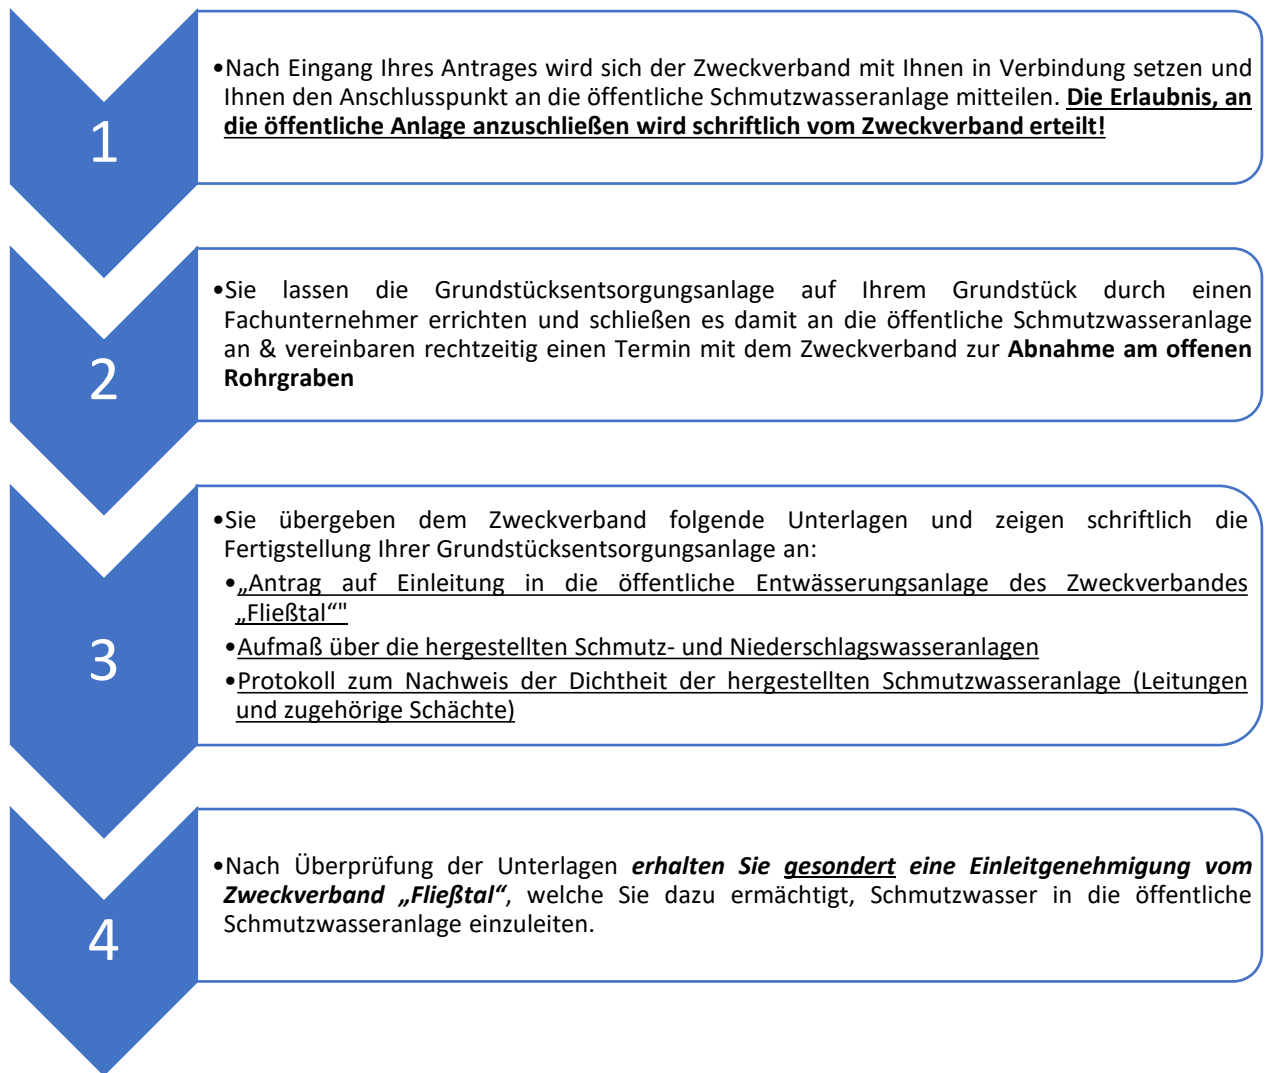 1
•Nach Eingang Ihres Antrages wird sich der Zweckverband mit Ihnen in Verbindung setzen und
Ihnen den Anschlusspunkt an die öffentliche Schmutzwasseranlage mitteilen. Die Erlaubnis, an
die öffentliche Anlage anzuschließen wird schriftlich vom Zweckverband erteilt!
2
•Sie lassen die Grundstücksentsorgungsanlage auf Ihrem Grundstück durch einen
Fachunternehmer errichten und schließen es damit an die öffentliche Schmutzwasseranlage
an & vereinbaren rechtzeitig einen Termin mit dem Zweckverband zur Abnahme am offenen
Rohrgraben
3
•Sie übergeben dem Zweckverband folgende Unterlagen und zeigen schriftlich die
Fertigstellung Ihrer Grundstücksentsorgungsanlage an:
•„Antrag auf Einleitung in die öffentliche Entwässerungsanlage des Zweckverbandes
„Fließtal“"
•Aufmaß über die hergestellten Schmutz- und Niederschlagswasseranlagen
•Protokoll zum Nachweis der Dichtheit der hergestellten Schmutzwasseranlage (Leitungen
und zugehörige Schächte)
4
•Nach Überprüfung der Unterlagen erhalten Sie gesondert eine Einleitgenehmigung vom
Zweckverband „Fließtal“, welche Sie dazu ermächtigt, Schmutzwasser in die öffentliche
Schmutzwasseranlage einzuleiten.